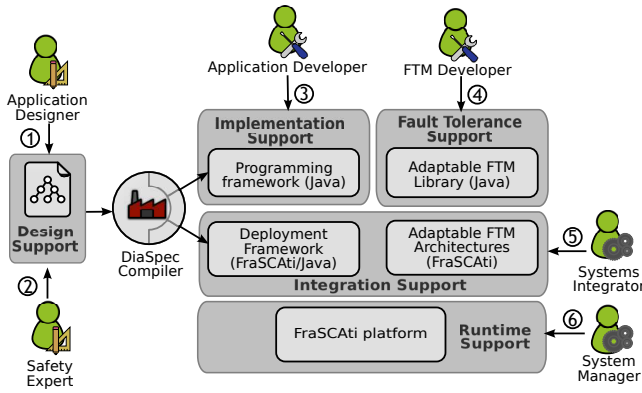 Application Developer
FTM Developer
Application
Designer
①
③
④
Implementation
Support
Programming
framework (Java)
Fault Tolerance
Support
Adaptable FTM
Library (Java)
Design
Support
DiaSpec
Compiler
Deployment
Framework
(FraSCAti/Java)
Adaptable FTM
Architectures
(FraSCAti)
Integration Support
⑤
Systems
Integrator
②
Safety
Expert
FraSCAti platform
Runtime
Support
⑥
System
Manager